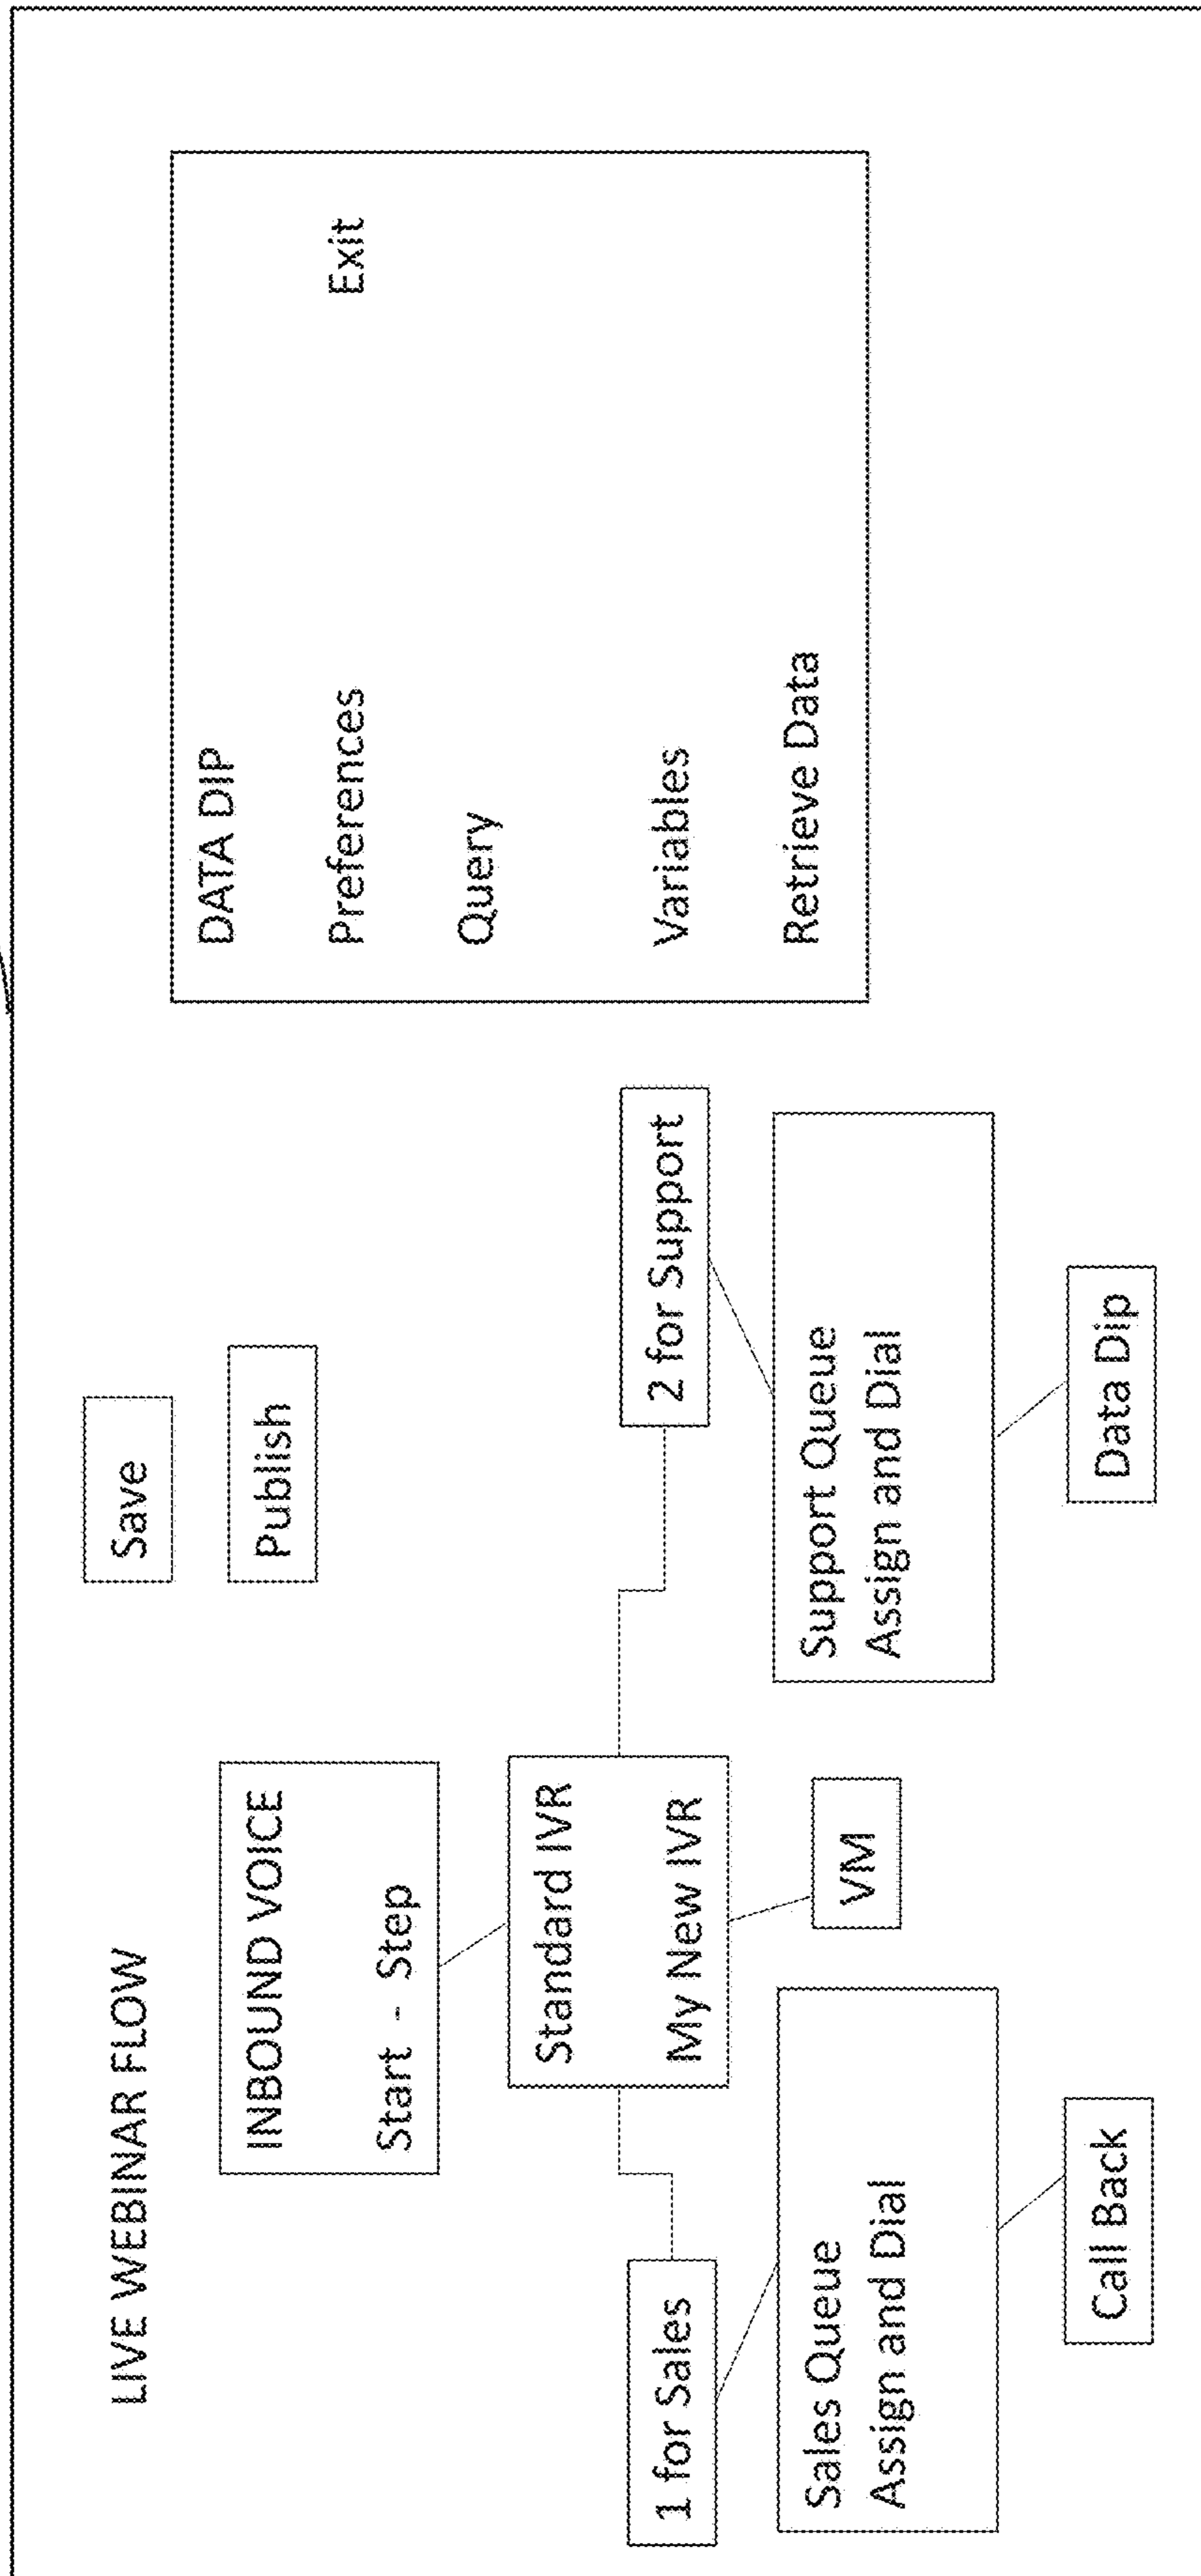 LIVE WEBINAR FLOW
Save
Publish
INBOUND VOICE
Start - Step
Standard IVR
My New IVR
1 for Sales
2 for Support
Sales Queue
Assign and Dial
VM
Support Queue
Assign and Dial
Call Back
Data Dip
DATA DIP
Preferences
Exit
Query
Variables
Retrieve Data